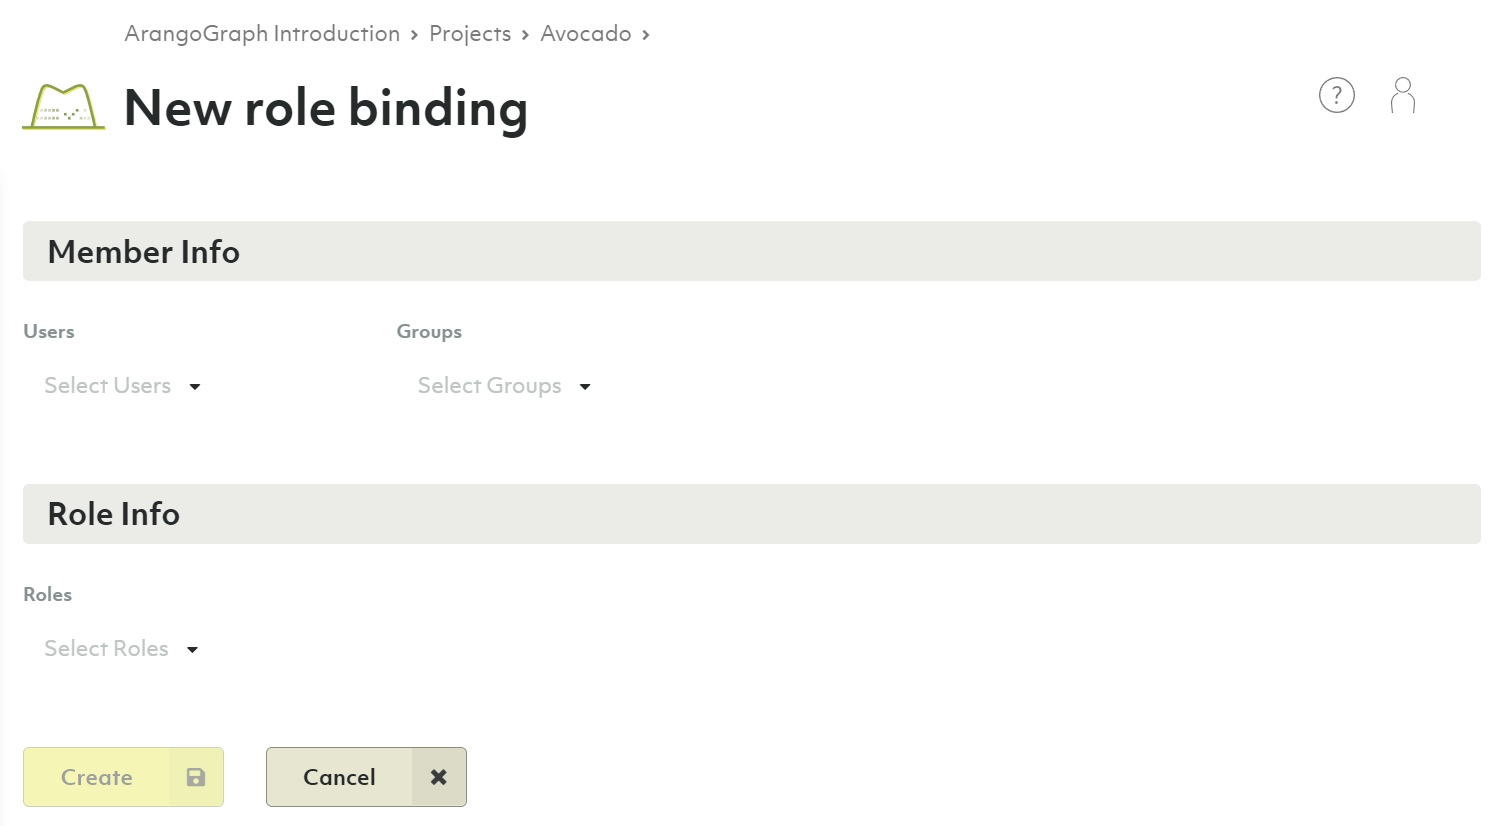 ArangoGraph Introduction › Projects › Avocado ›
New role binding
?
Member Info
Users Groups
Select Users Select Groups
Role Info
Roles
Select Roles
Create Cancel